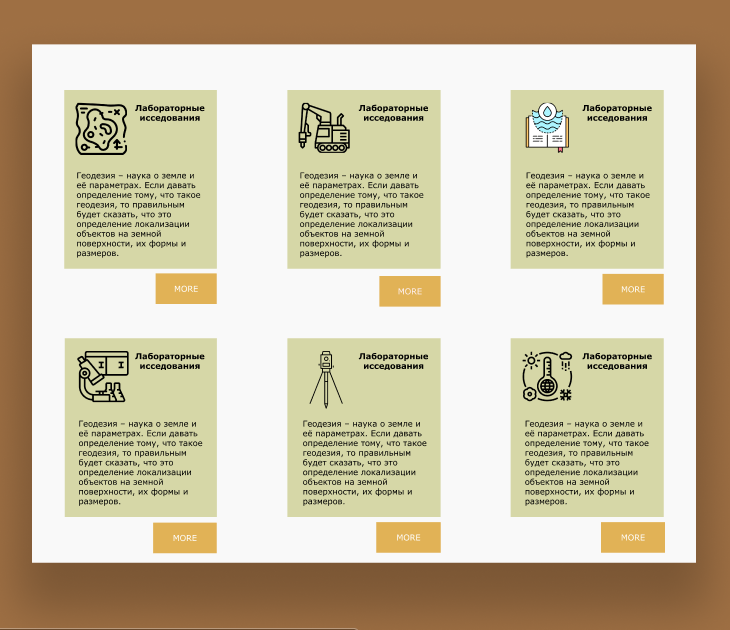 Лабораторные
исседования
Геодезия – наука о земле и
её параметрах. Если давать
определение тому, что такое
геодезия, то правильным
будет сказать, что это
определение локализации
объектов на земной
поверхности, их формы и
размеров.
MORE
Лабораторные
исседования
Геодезия – наука о земле и
её параметрах. Если давать
определение тому, что такое
геодезия, то правильным
будет сказать, что это
определение локализации
объектов на земной
поверхности, их формы и
размеров.
MORE
Лабораторные
исседования
Геодезия – наука о земле и
её параметрах. Если давать
определение тому, что такое
геодезия, то правильным
будет сказать, что это
определение локализации
объектов на земной
поверхности, их формы и
размеров.
MORE
Лабораторные
исседования
Геодезия – наука о земле и
её параметрах. Если давать
определение тому, что такое
геодезия, то правильным
будет сказать, что это
определение локализации
объектов на земной
поверхности, их формы и
размеров.
MORE
Лабораторные
исседования
Геодезия – наука о земле и
её параметрах. Если давать
определение тому, что такое
геодезия, то правильным
будет сказать, что это
определение локализации
объектов на земной
поверхности, их формы и
размеров.
MORE
Лабораторные
исседования
Геодезия – наука о земле и
её параметрах. Если давать
определение тому, что такое
геодезия, то правильным
будет сказать, что это
определение локализации
объектов на земной
поверхности, их формы и
размеров.
MORE